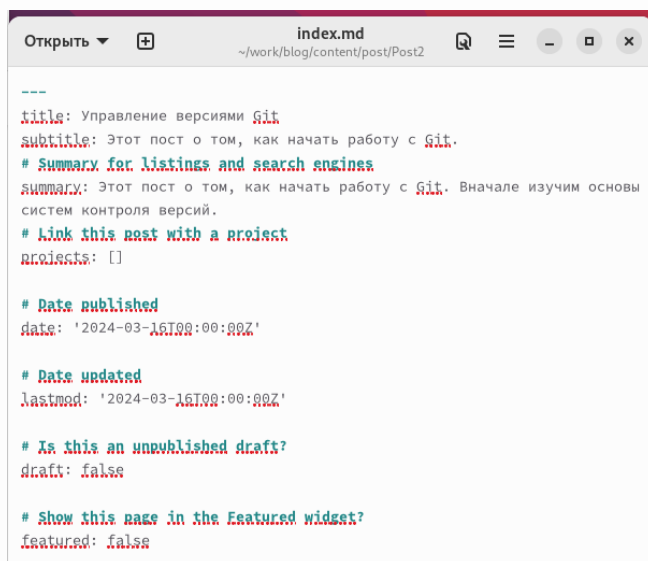 Открыть
index.md
~/work/blog/content/post/Post2
---
title: Управление версиями Git
subtitle: Этот пост о том, как начать работу с Git.
# Summary for listings and search engines
summary: Этот пост о том, как начать работу с Git. Вначале изучим основы
систем контроля версий.
# Link this post with a project
projects: []
# Date published
date: '2024-03-16T00:00:00Z'
# Date updated
lastmod: '2024-03-16T00:00:00Z'
# Is this an unpublished draft?
draft: false
# Show this page in the Featured widget?
featured: false